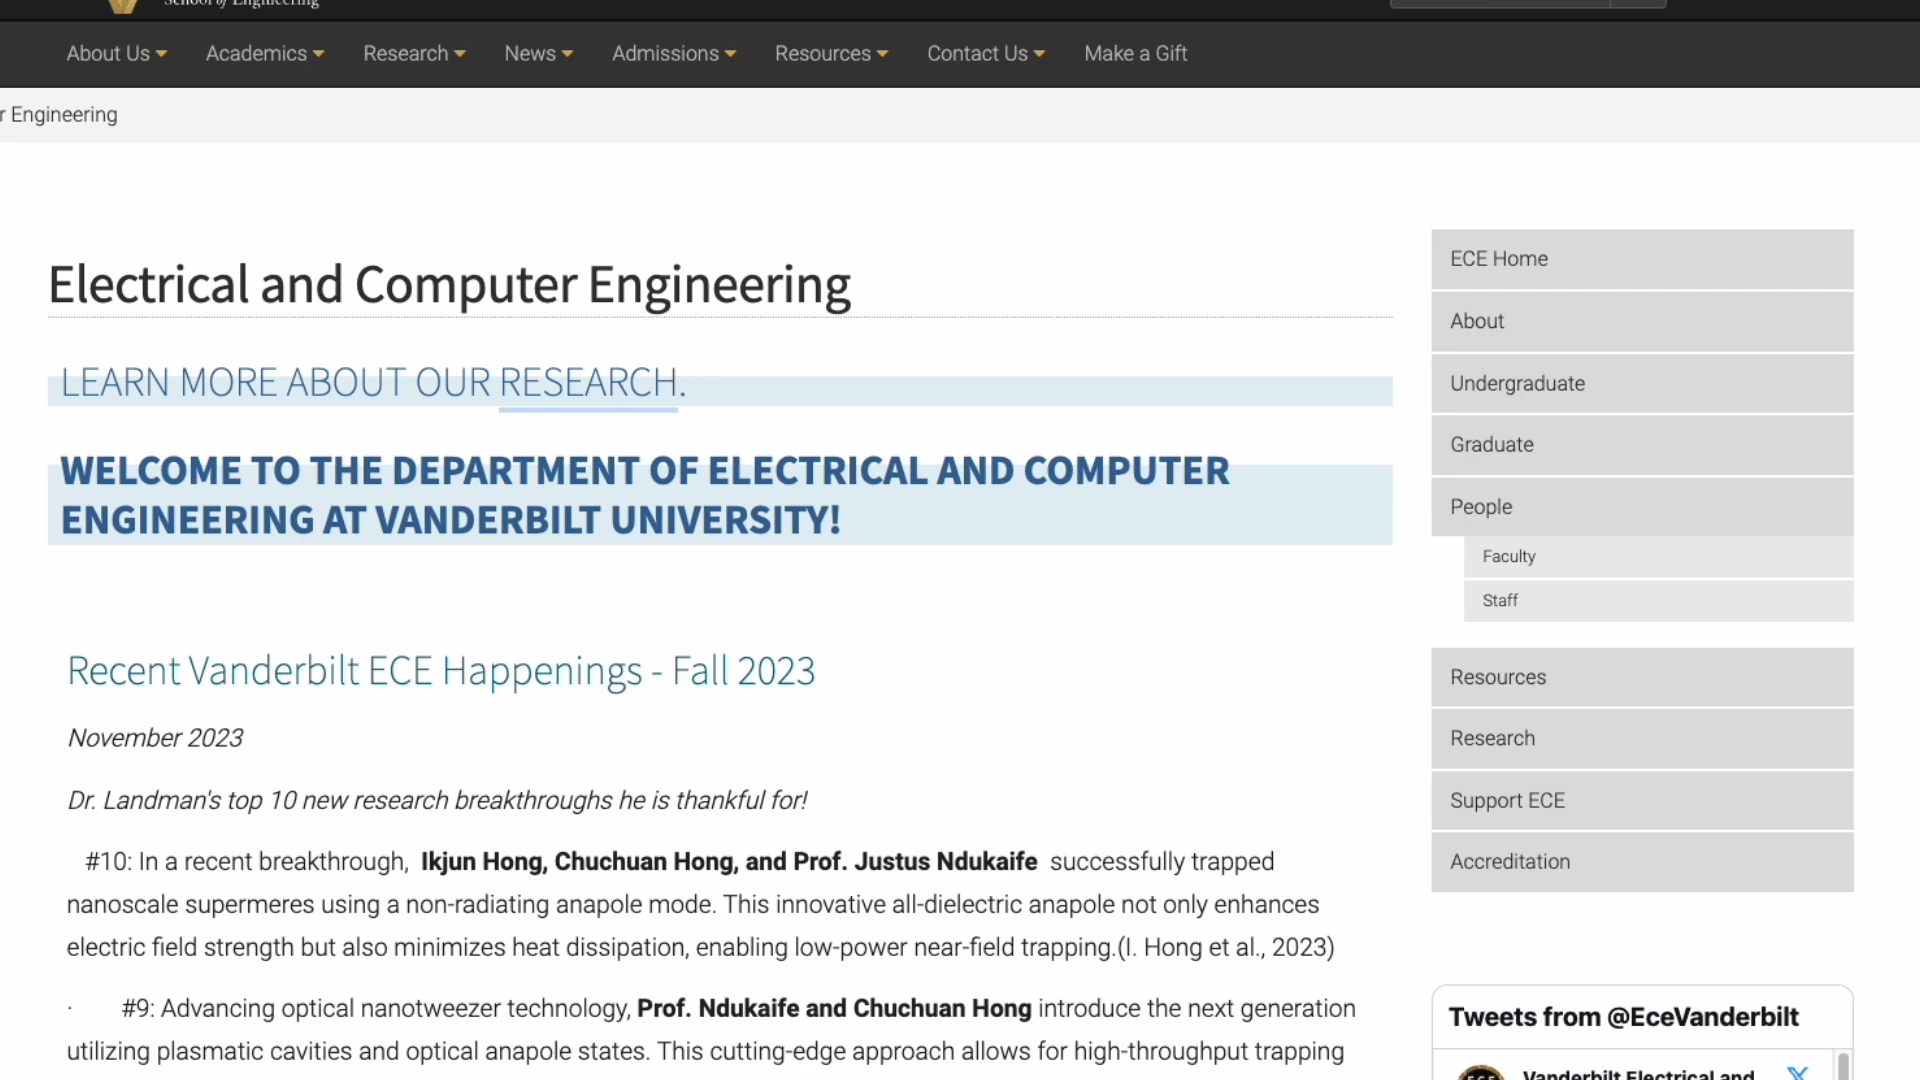 School of Engineering
About Us
Academics
Research
News
Admissions
Resources
Contact Us
Make a Gift
r Engineering
Electrical and Computer Engineering
LEARN MORE ABOUT OUR RESEARCH.
WELCOME TO THE DEPARTMENT OF ELECTRICAL AND COMPUTER
ENGINEERING AT VANDERBILT UNIVERSITY!
Recent Vanderbilt ECE Happenings - Fall 2023
November 2023
Dr. Landman's top 10 new research breakthroughs he is thankful for!
#10: In a recent breakthrough, Ikjun Hong, Chuchuan Hong, and Prof. Justus Ndukaife successfully trapped
nanoscale supermeres using a non-radiating anapole mode. This innovative all-dielectric anapole not only enhances
electric field strength but also minimizes heat dissipation, enabling low-power near-field trapping.(I. Hong et al., 2023)
· #9: Advancing optical nanotweezer technology, Prof. Ndukaife and Chuchuan Hong introduce the next generation
utilizing plasmatic cavities and optical anapole states. This cutting-edge approach allows for high-throughput trapping
ECE Home
About
Undergraduate
Graduate
People
Faculty
Staff
Resources
Research
Support ECE
Accreditation
Tweets from @EceVanderbilt
Vanderbilt Electrical and